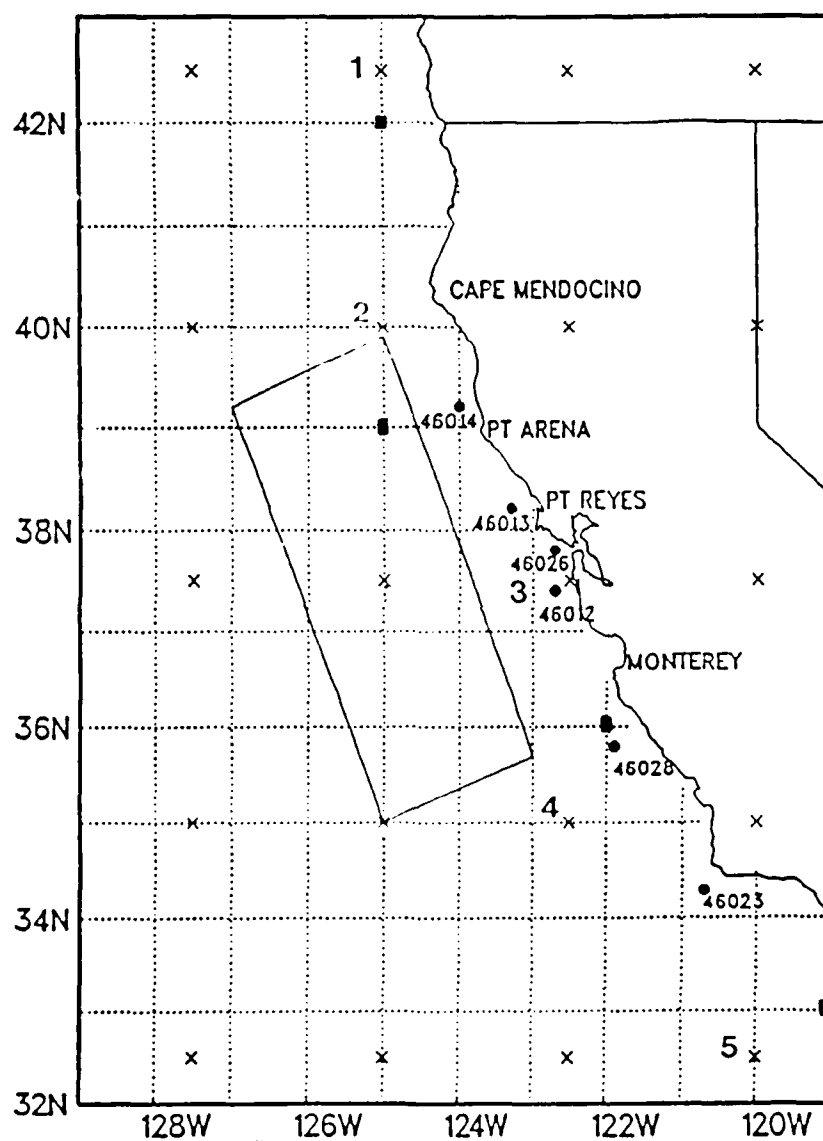 1
42N
CAPE MENDOCINO
2
40N
46014
PT ARENA
PT REYES
46013
38N
46026
3
46012
MONTEREY
36N
46028
4
46023
34N
5
32N
128W 126W 124W 122W 120W